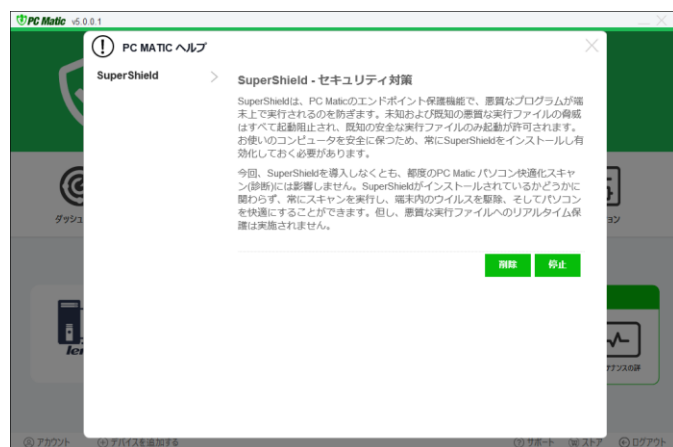 PC Matic v5.0.0.1
PC MATIC ヘルプ
SuperShield
SuperShield - セキュリティ対策
SuperShieldは、PC Maticのエンドポイント保護機能で、悪質なプログラムが端
末上で実行されるのを防ぎます。未知および既知の悪質な実行ファイルの脅威
はすべて起動阻止され、既知の安全な実行ファイルのみ起動が許可されます。
お使いのコンピュータを安全に保つため、常にSuperShieldをインストールし有
効化しておく必要があります。
今回、SuperShieldを導入しなくとも、都度のPC Matic パソコン快適化スキャ
ン(診断)には影響しません。SuperShieldがインストールされているかどうかに
関わらず、常にスキャンを実行し、端末内のウイルスを駆除、そしてパソコン
を快適にすることができます。但し、悪質な実行ファイルへのリアルタイム保
護は実施されません。
削除
停止
ダッシュ
ョン
len
テナンスの詳
アカウント
デバイスを追加する
サポート
ストア
ログアウト